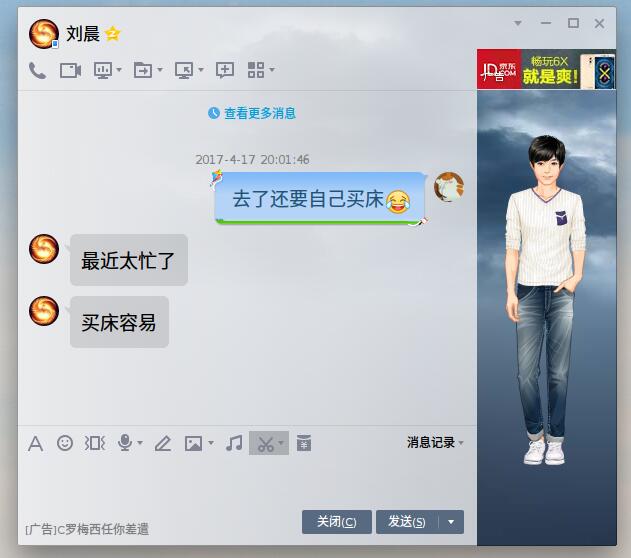 刘晨
JD 京东
.COM
广告
畅玩6X
就是爽!
查看更多消息
2017-4-17 20:01:46
去了还要自己买床
最近太忙了
买床容易
消息记录
[广告]C罗梅西任你差遣
关闭(C)
发送(S)